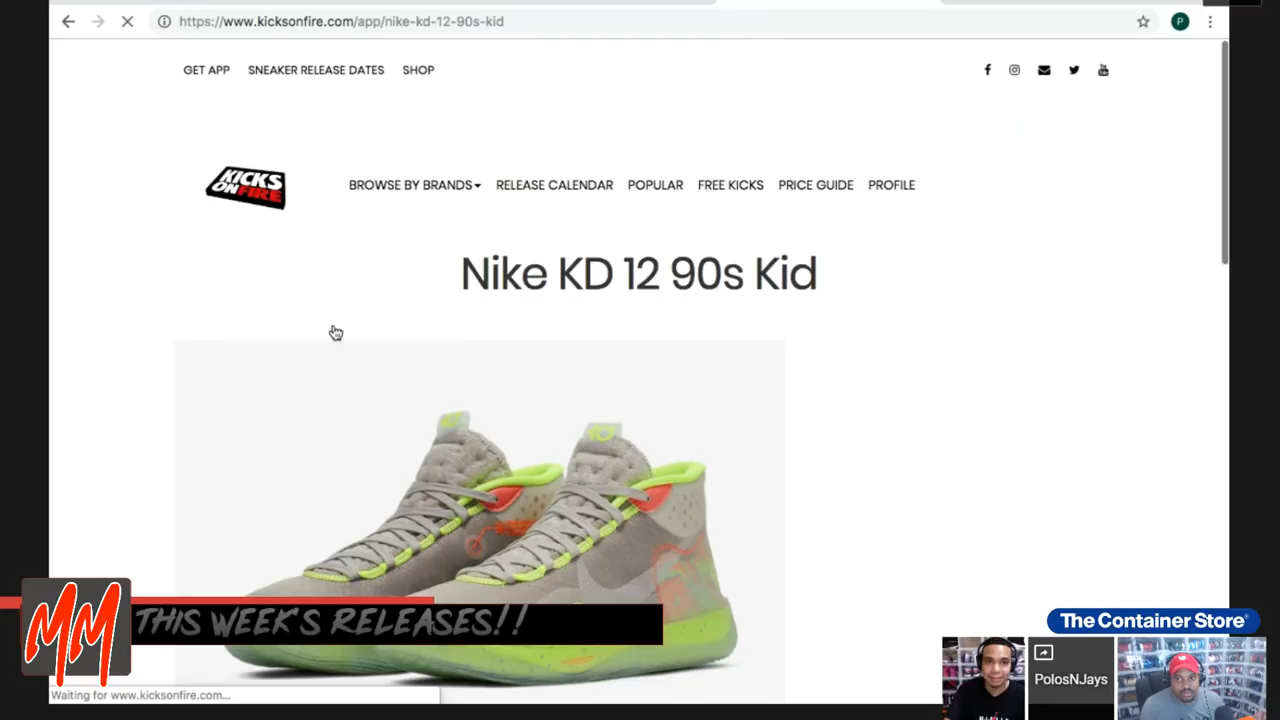 https://www.kicksonfire.com/app/nike-kd-12-90s-kid
P
GET APP SNEAKER RELEASE DATES SHOP
KICKS ON FIRE
BROWSE BY BRANDS RELEASE CALENDAR POPULAR FREE KICKS PRICE GUIDE PROFILE
Nike KD 12 90s Kid
MM
THIS WEEK'S RELEASES!!
The Container Store
PolosNJays
Waiting for www.kicksonfire.com...